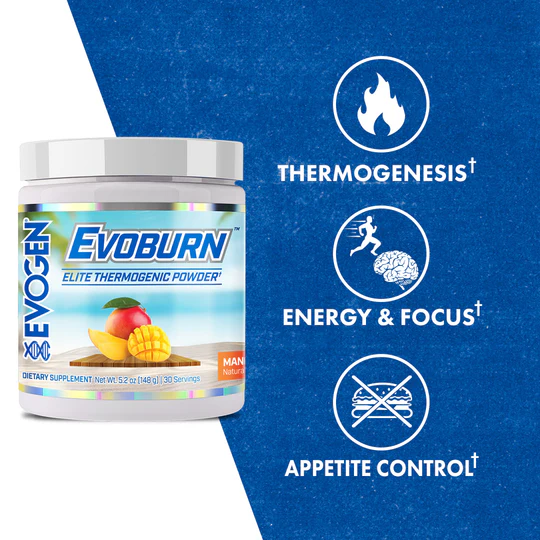 EVOGEN
EVOBURN™
ELITE THERMOGENIC POWDER†
DIETARY SUPPLEMENT Net Wt. 5.2 oz (148 g) | 30 Servings
THERMOGENESIS†
ENERGY & FOCUS†
APPETITE CONTROL†